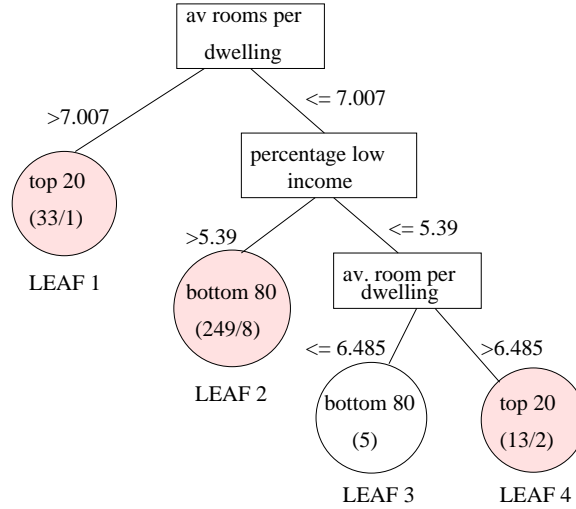 av rooms per
dwelling
>7.007
<= 7.007
top 20
(33/1)
LEAF 1
percentage low
income
>5.39
<= 5.39
bottom 80
(249/8)
LEAF 2
av. room per
dwelling
<= 6.485
>6.485
bottom 80
(5)
LEAF 3
top 20
(13/2)
LEAF 4